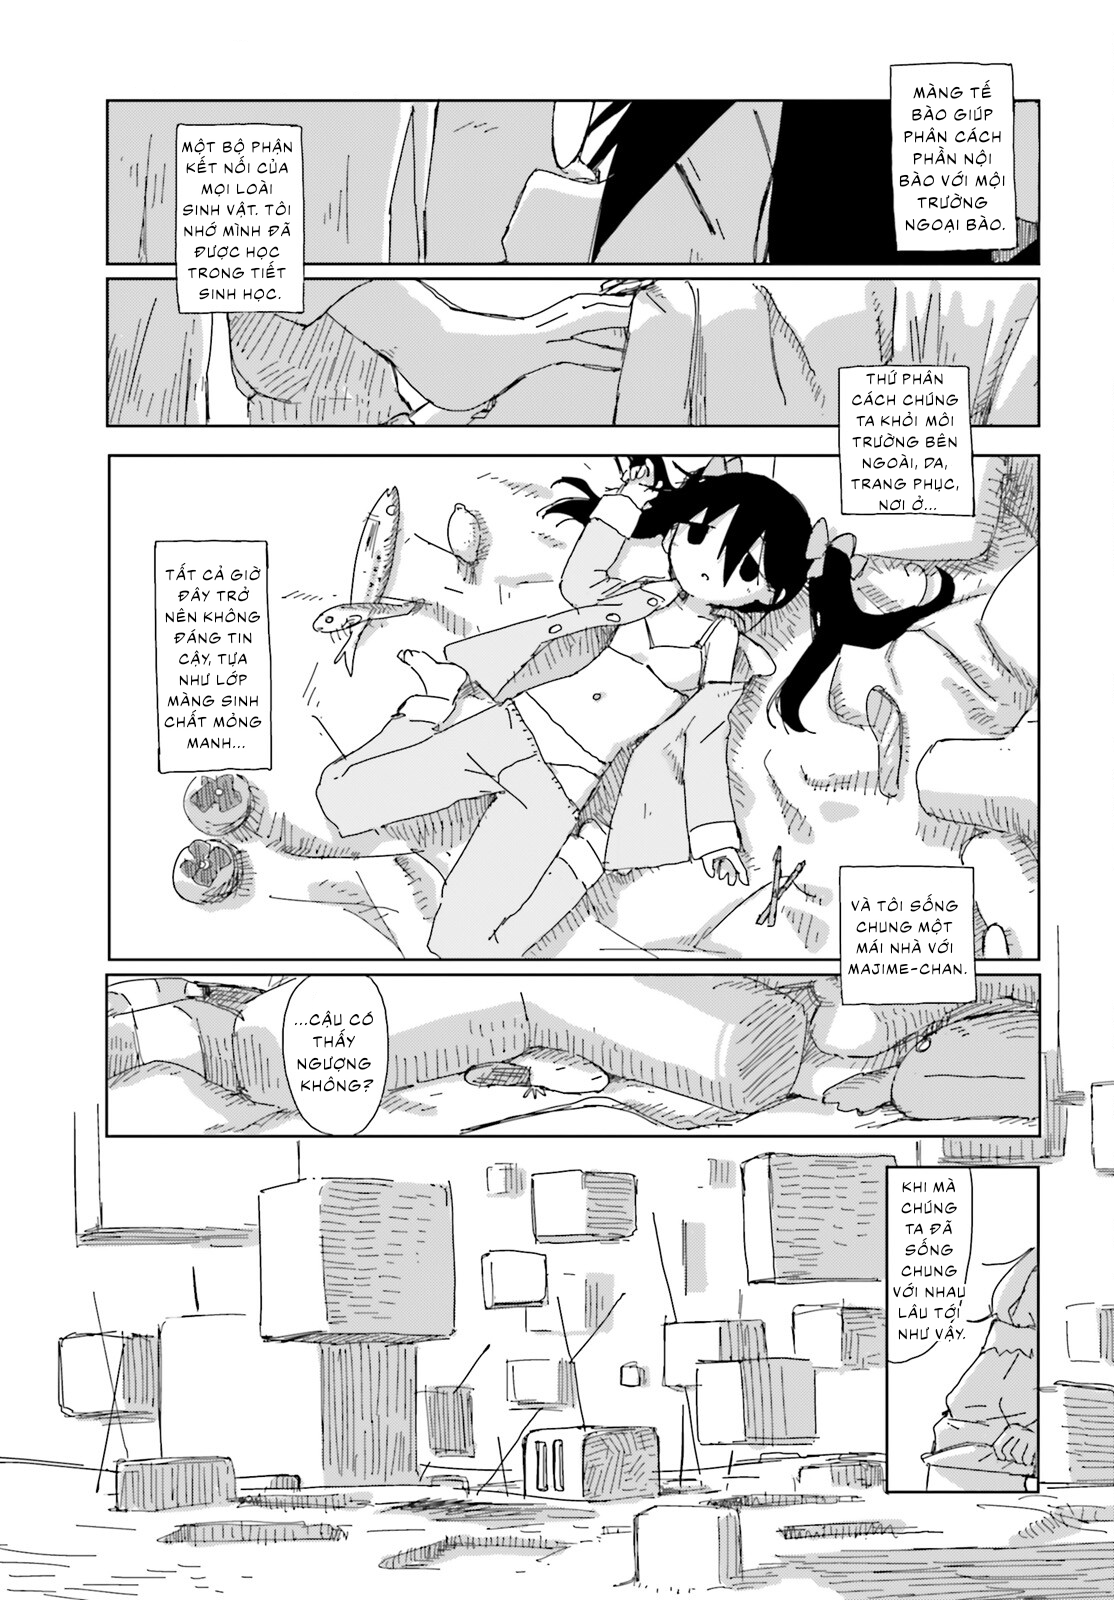 MÀNG TẾ
BÀO GIÚP
PHÂN CÁCH
PHẦN NỘI
BÀO VỚI MỘI
TRƯỜNG
NGOẠI BÀO.
MỘT BỘ PHẬN
KẾT NỐI CỦA
MỌI LOÀI
SINH VẬT. TÔI
NHỚ MÌNH ĐÃ
ĐƯỢC HỌC
TRONG TIẾT
SINH HỌC.
THỨ PHÂN
CÁCH CHÚNG
TA KHỎI MÔI
TRƯỜNG BÊN
NGOÀI, DA,
TRANG PHỤC,
NƠI Ở...
TẤT CẢ GIỜ
ĐÂY TRỞ
NÊN KHÔNG
ĐÁNG TIN
CẬY, TỰA
NHƯ LỚP
MÀNG SINH
CHẤT MỎNG
MANH...
VÀ TÔI SỐNG
CHUNG MỘT
MÁI NHÀ VỚI
MAJIME-CHAN.
...CẬU CÓ
THẤY
NGƯỢNG
KHÔNG?
KHI MÀ
CHÚNG
TA ĐÃ
SỐNG
CHUNG
VỚI NHAU
LÂU TỚI
NHƯ VẬY.